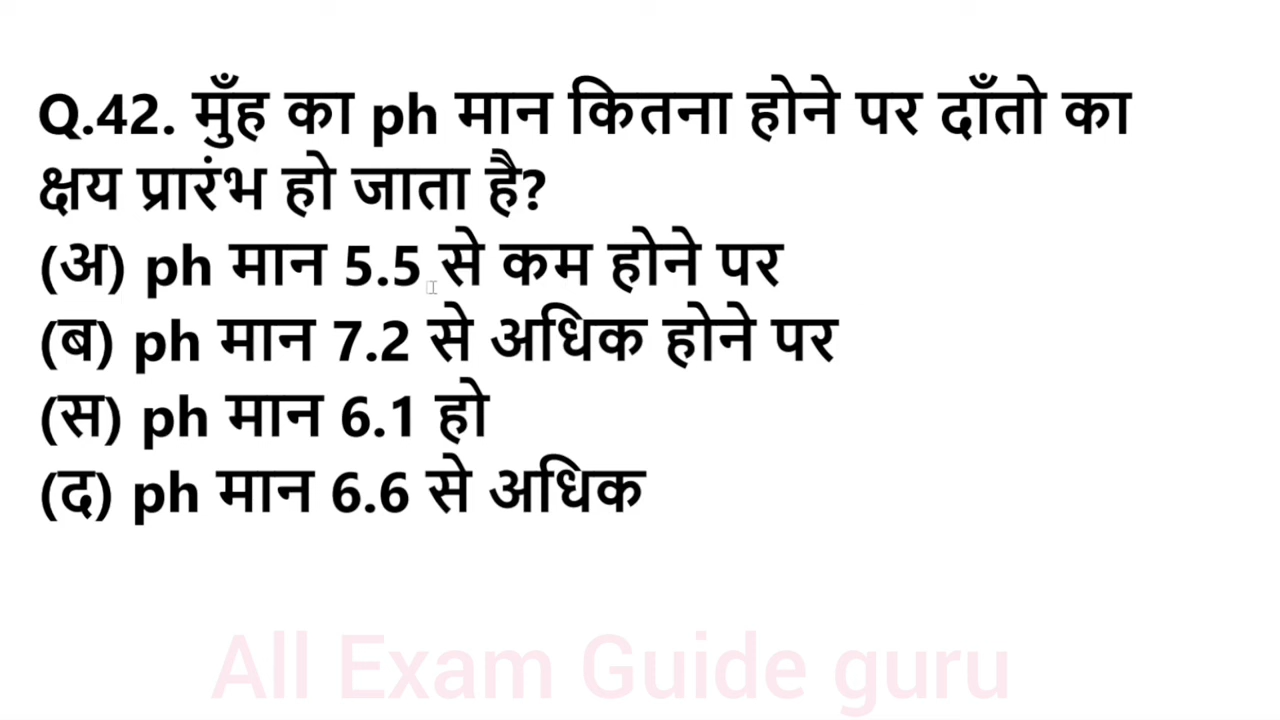 Q.42. मुँह का ph मान कितना होने पर दाँतो का
क्षय प्रारंभ हो जाता है?
(अ) ph मान 5.5 से कम होने पर
(ब) ph मान 7.2 से अधिक होने पर
(स) ph मान 6.1 हो
(द) ph मान 6.6 से अधिक
All Exam Guide guru